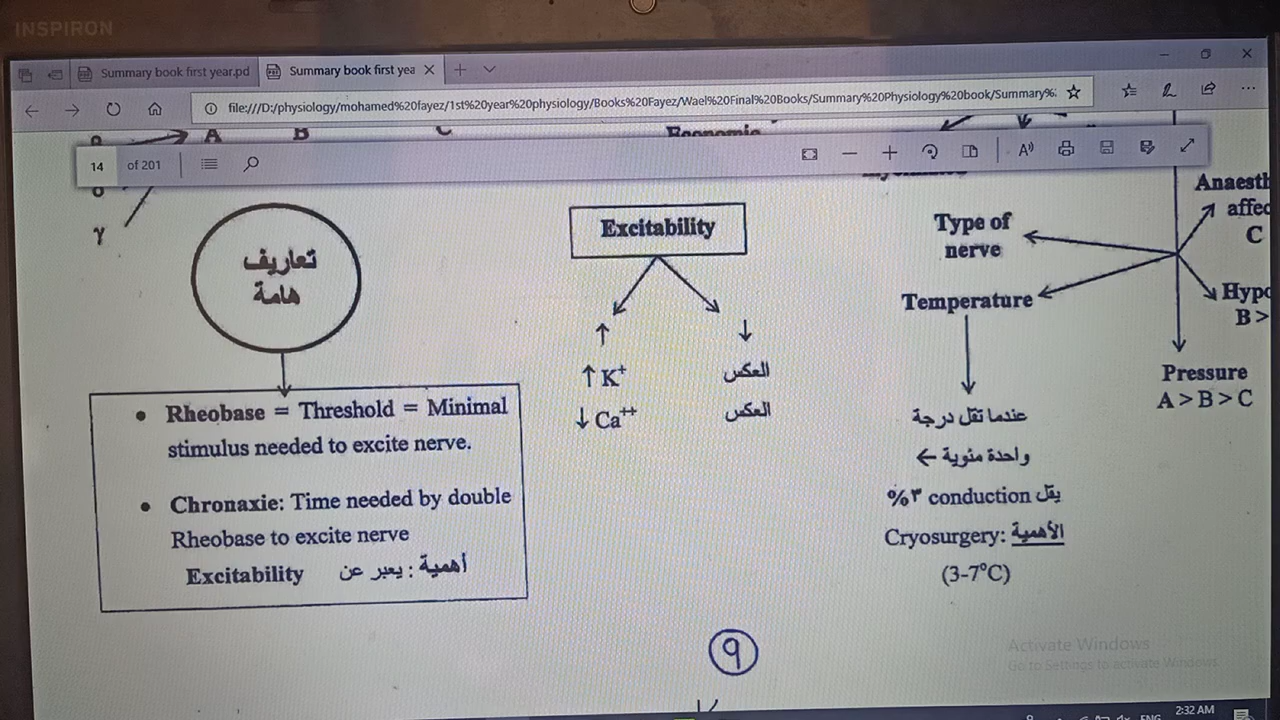 INSPIRON
Summary book first year.pd
Summary book first yea
file:///D:/physiology/mohamed%20fayez/1st%20year%20physiology/Books%20Fayez/Wael%20Final%20Books/Summary%20Physiology%20book/Summary%
A B
14 of 201
γ
تعاريف
هامة
• Rheobase = Threshold = Minimal
stimulus needed to excite nerve.
• Chronaxie: Time needed by double
Rheobase to excite nerve
أهمية : يعبر عن Excitability
Excitability
↑ ↓
↑ K⁺ العكس
↓ Ca⁺⁺ العكس
Type of
nerve
Temperature
عندما تقل درجة
واحدة مئوية ←
يقل conduction ٣%
الأهمية: Cryosurgery
(3-7°C)
Anaesth
affec
C
Hypo
B >
Pressure
A > B > C
٩
Activate Windows
Go to Settings to activate Windows.
ENG
2:32 AM